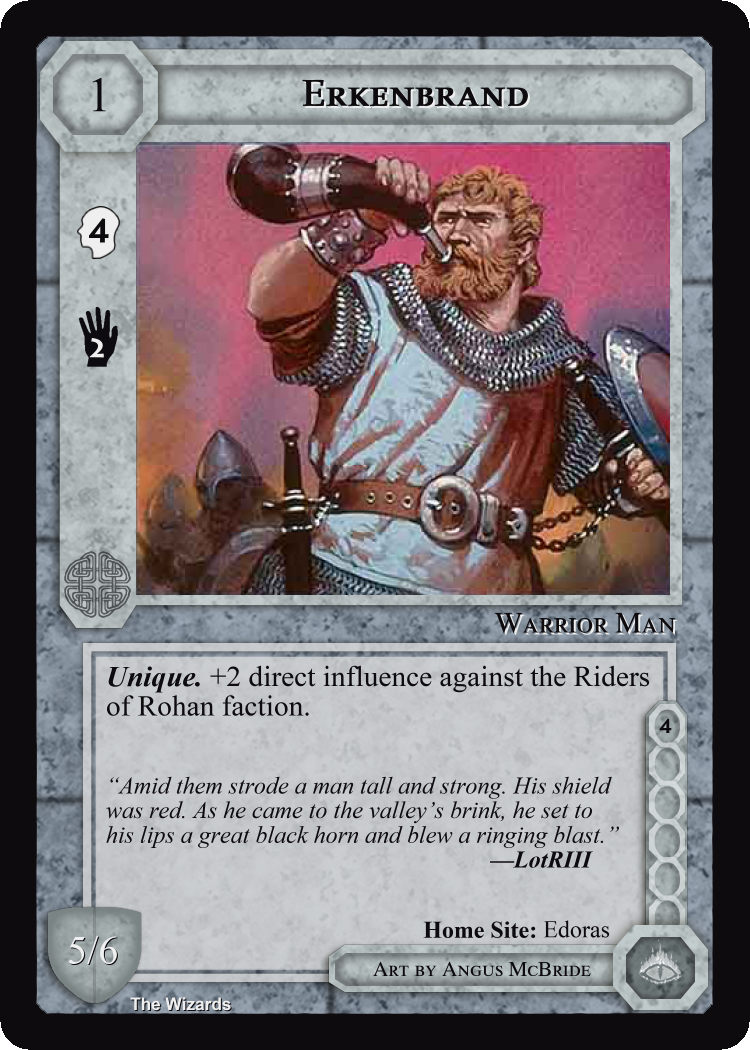 1
Erkenbrand
4
2
Warrior Man
Unique. +2 direct influence against the Riders
of Rohan faction.
4
“Amid them strode a man tall and strong. His shield
was red. As he came to the valley’s brink, he set to
his lips a great black horn and blew a ringing blast.”
—LotRIII
Home Site: Edoras
5/6
Art by Angus McBride
The Wizards